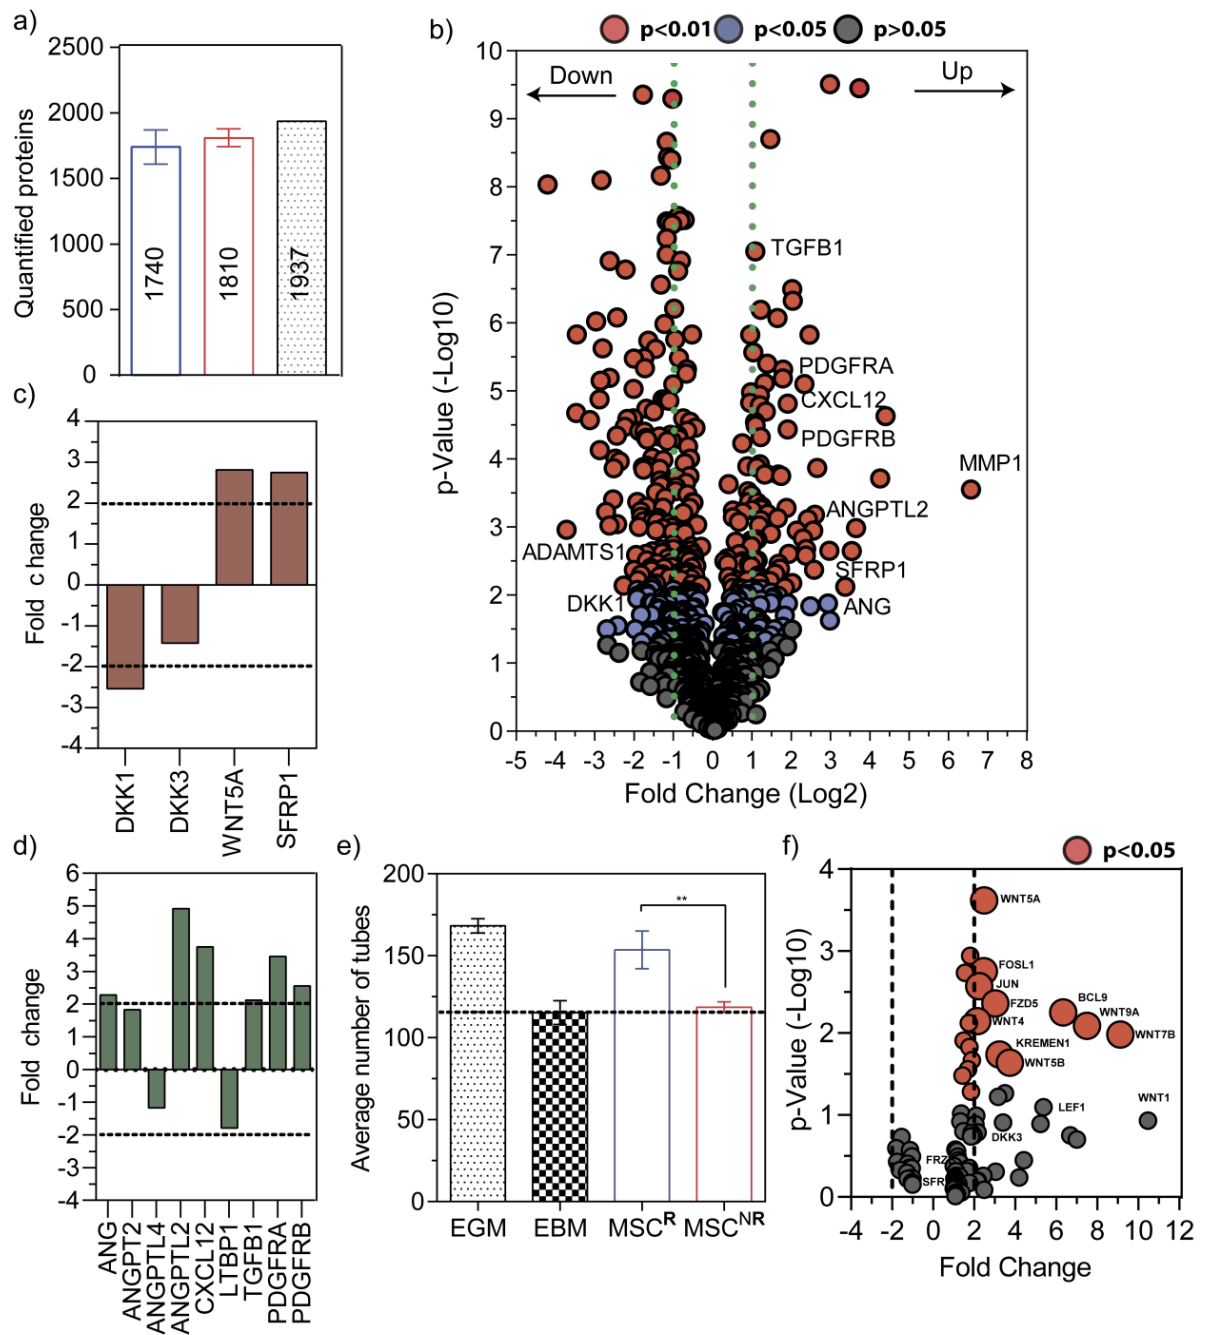 a)
2500
2000
1500
1000
500
0
Quantified proteins
1740
1810
1937
b)
p<0.01 p<0.05 p>0.05
10
9
8
7
6
5
4
3
2
1
0
p-Value (-Log10)
Down
Up
TGFB1
PDGFRA
CXCL12
PDGFRB
MMP1
ANGPTL2
ADAMTS1
SFRP1
DKK1
ANG
-5 -4 -3 -2 -1 0 1 2 3 4 5 6 7 8
Fold Change (Log2)
c)
4
3
2
1
0
-1
-2
-3
-4
Fold change
DKK1
DKK3
WNT5A
SFRP1
d)
6
5
4
3
2
1
0
-1
-2
-3
-4
Fold change
ANG
ANGPT2
ANGPTL4
ANGPTL2
CXCL12
LTBP1
TGFB1
PDGFRA
PDGFRB
e)
200
150
100
50
0
Average number of tubes
**
EGM EBM MSCR MSCNR
f)
p<0.05
4
3
2
1
0
p-Value (-Log10)
WNT5A
FOSL1
JUN
FZD5
BCL9
WNT9A
WNT4
WNT7B
KREMEN1
WNT5B
LEF1
WNT1
DKK3
FRZ
SFR
-4 -2 0 2 4 6 8 10 12
Fold Change